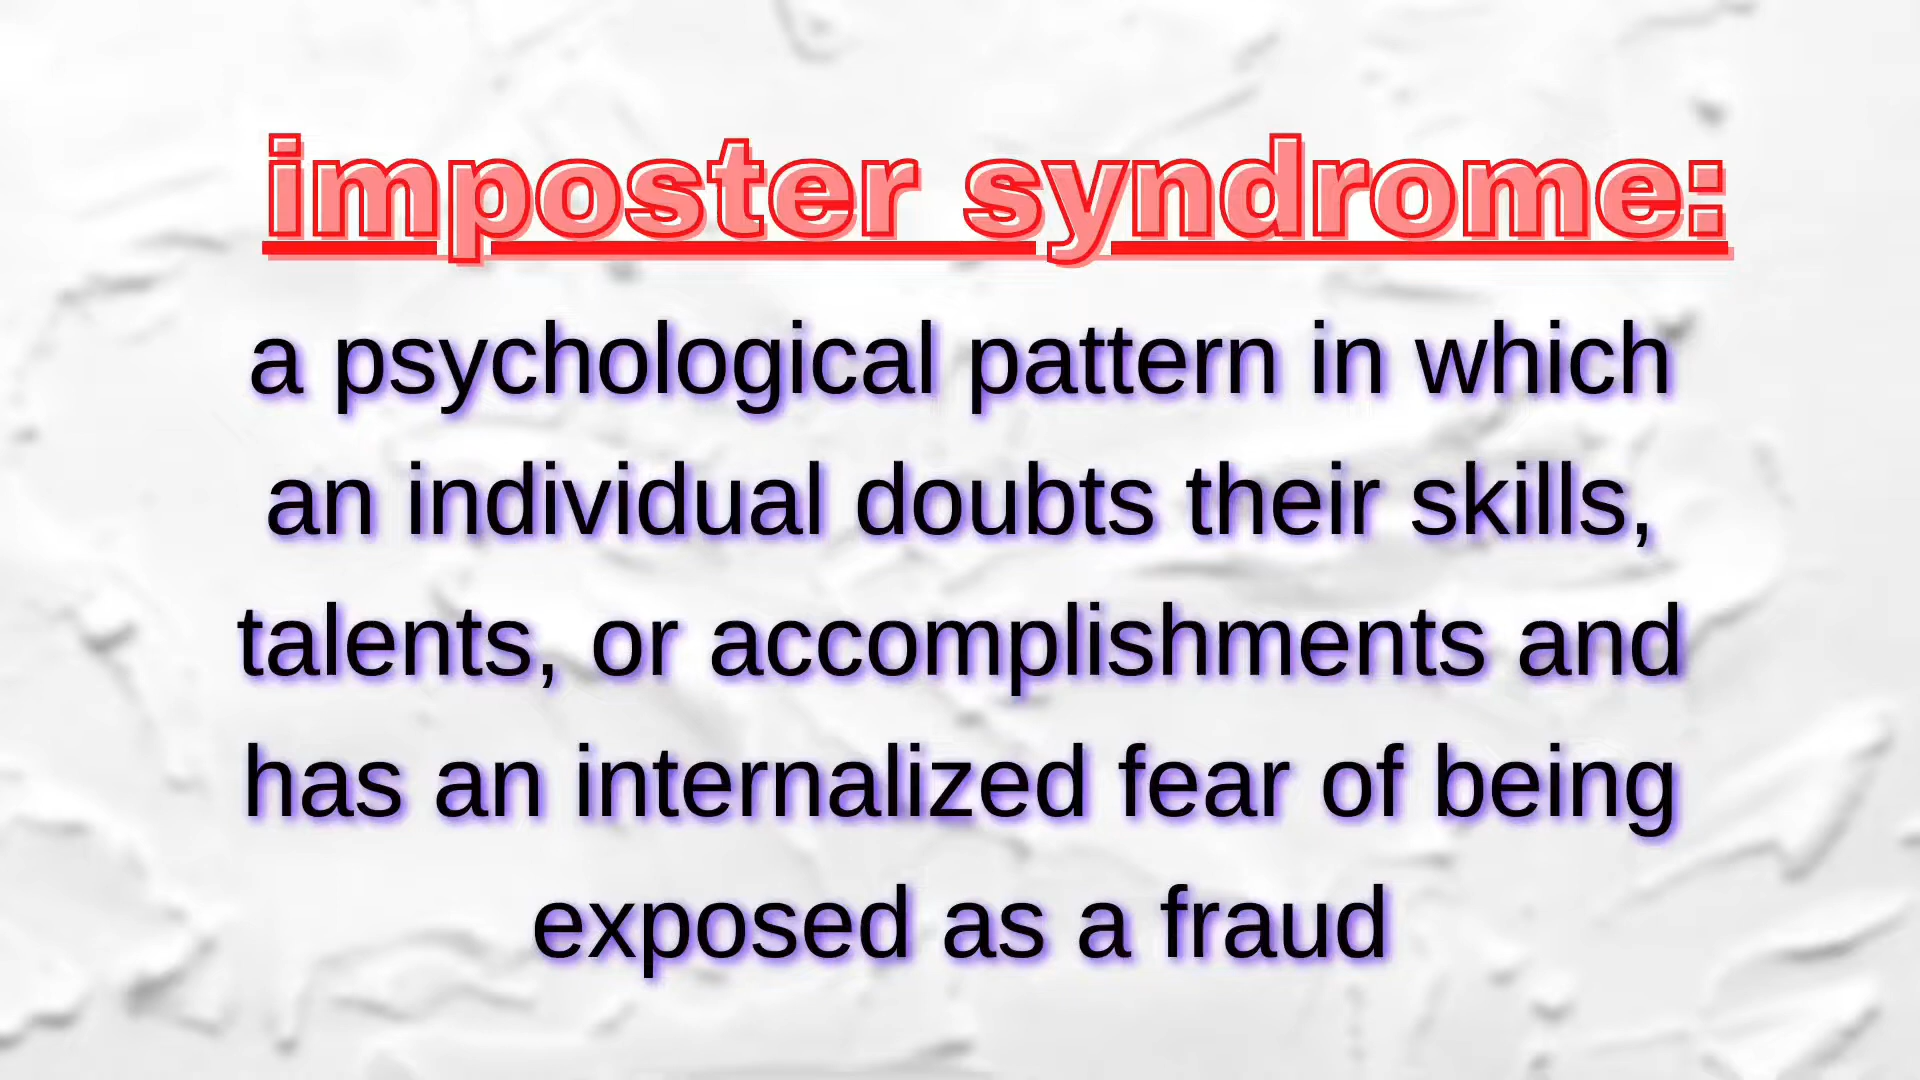 imposter syndrome:
a psychological pattern in which
an individual doubts their skills,
talents, or accomplishments and
has an internalized fear of being
exposed as a fraud